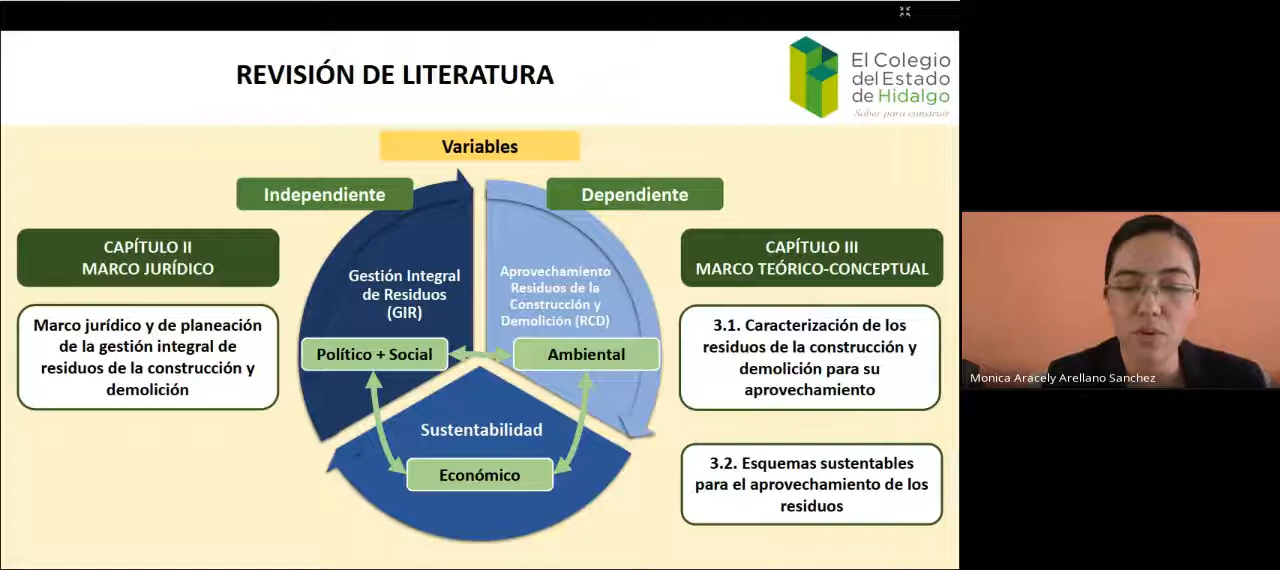 REVISIÓN DE LITERATURA
El Colegio
del Estado
de Hidalgo
Saber para construir
Variables
Independiente
Dependiente
CAPÍTULO II
MARCO JURÍDICO
Marco jurídico y de planeación
de la gestión integral de
residuos de la construcción y
demolición
Gestión Integral
de Residuos
(GIR)
Político + Social
Aprovechamiento
Residuos de la
Construcción y
Demolición (RCD)
Ambiental
Sustentabilidad
Económico
CAPÍTULO III
MARCO TEÓRICO-CONCEPTUAL
3.1. Caracterización de los
residuos de la construcción y
demolición para su
aprovechamiento
3.2. Esquemas sustentables
para el aprovechamiento de los
residuos
Monica Aracely Arellano Sanchez